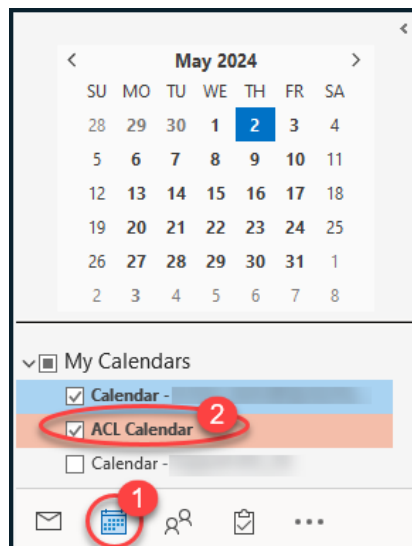 May 2024
SU MO TU WE TH FR SA
28 29 30 1 2 3 4
5 6 7 8 9 10 11
12 13 14 15 16 17 18
19 20 21 22 23 24 25
26 27 28 29 30 31 1
2 3 4 5 6 7 8
My Calendars
Calendar -
2
ACL Calendar
Calendar -
1